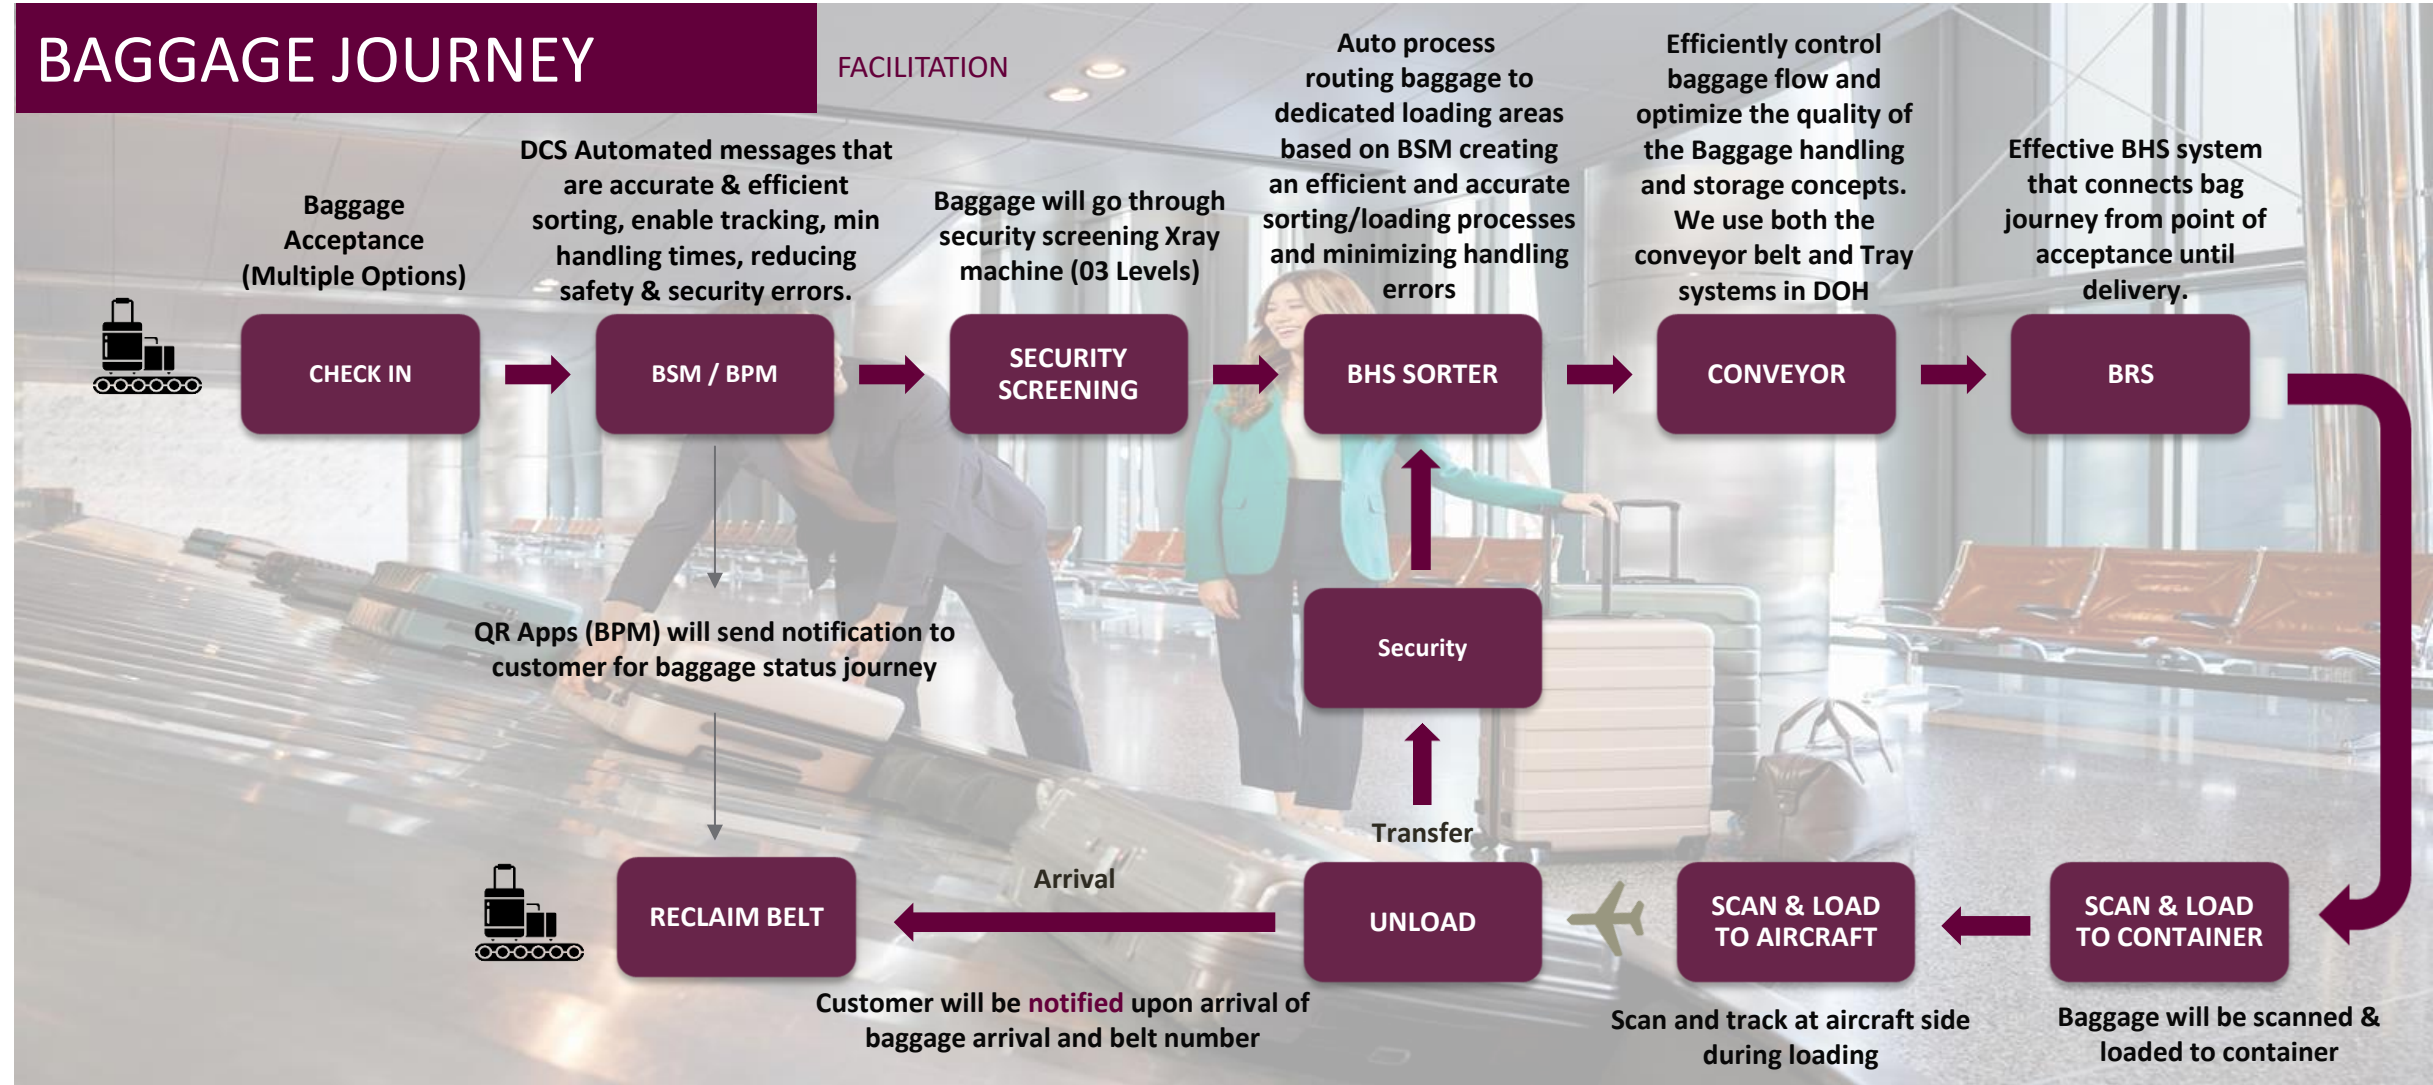 BAGGAGE JOURNEY
FACILITATION
Baggage
Acceptance
(Multiple Options)
CHECK IN
DCS Automated messages that
are accurate & efficient
sorting, enable tracking, min
handling times, reducing
safety & security errors.
BSM / BPM
Baggage will go through
security screening Xray
machine (03 Levels)
SECURITY
SCREENING
Auto process
routing baggage to
dedicated loading areas
based on BSM creating
an efficient and accurate
sorting/loading processes
and minimizing handling
errors
BHS SORTER
Efficiently control
baggage flow and
optimize the quality of
the Baggage handling
and storage concepts.
We use both the
conveyor belt and Tray
systems in DOH
CONVEYOR
Effective BHS system
that connects bag
journey from point of
acceptance until
delivery.
BRS
QR Apps (BPM) will send notification to
customer for baggage status journey
Security
Transfer
Arrival
RECLAIM BELT
UNLOAD
SCAN & LOAD
TO AIRCRAFT
SCAN & LOAD
TO CONTAINER
Customer will be notified upon arrival of
baggage arrival and belt number
Scan and track at aircraft side
during loading
Baggage will be scanned &
loaded to container